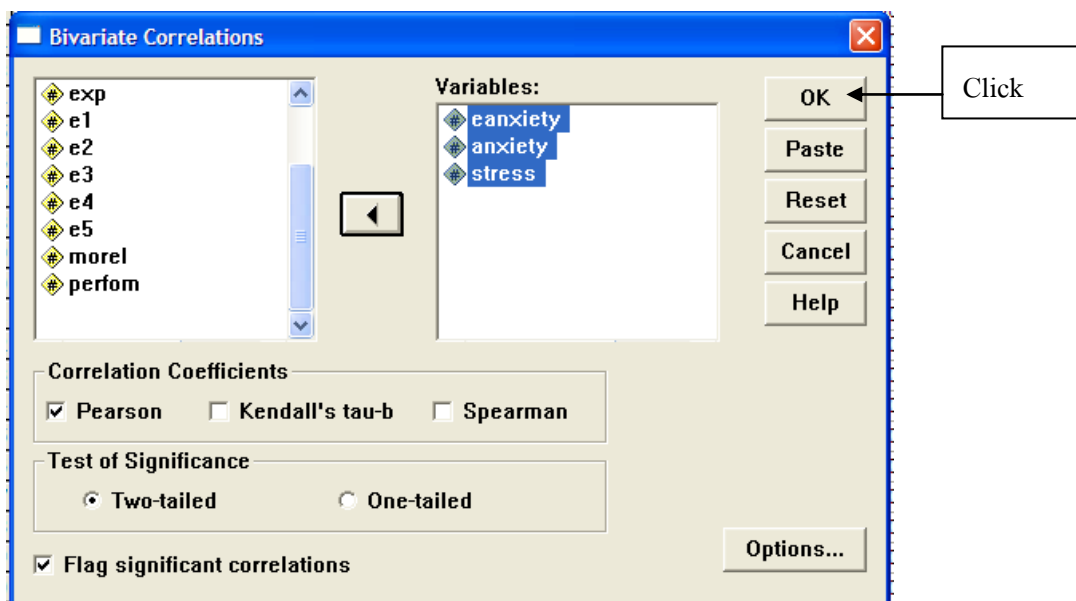 Bivariate Correlations
exp
e1
e2
e3
e4
e5
morel
perfom
Variables:
eanxiety
anxiety
stress
OK
Paste
Reset
Cancel
Help
Click
Correlation Coefficients
Pearson Kendall's tau-b Spearman
Test of Significance
Two-tailed One-tailed
Flag significant correlations
Options...